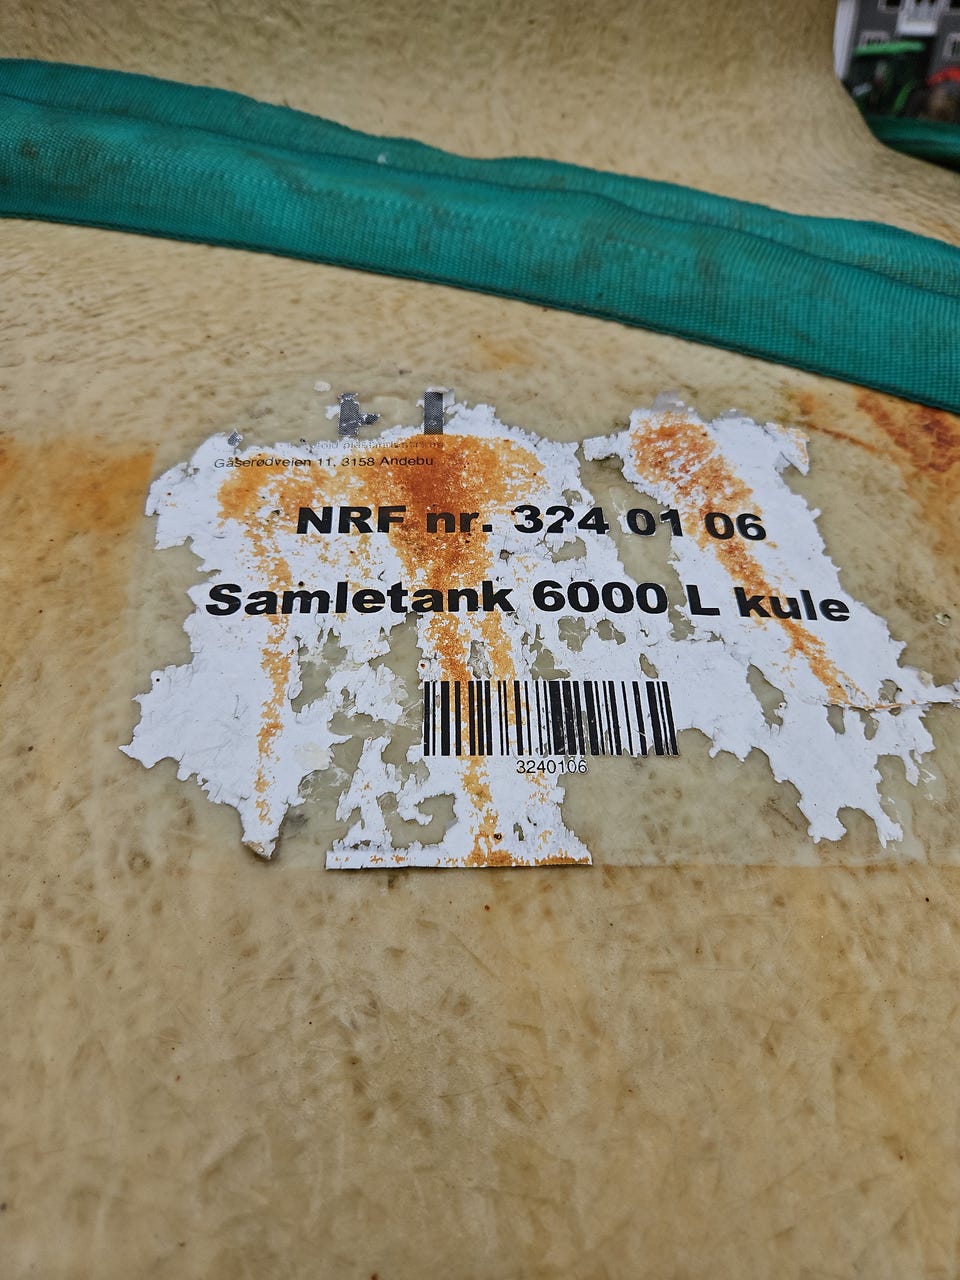 Gåserødveien 11, 3158 Andebu
NRF nr. 324 01 06
Samletank 6000 L kule
3240106